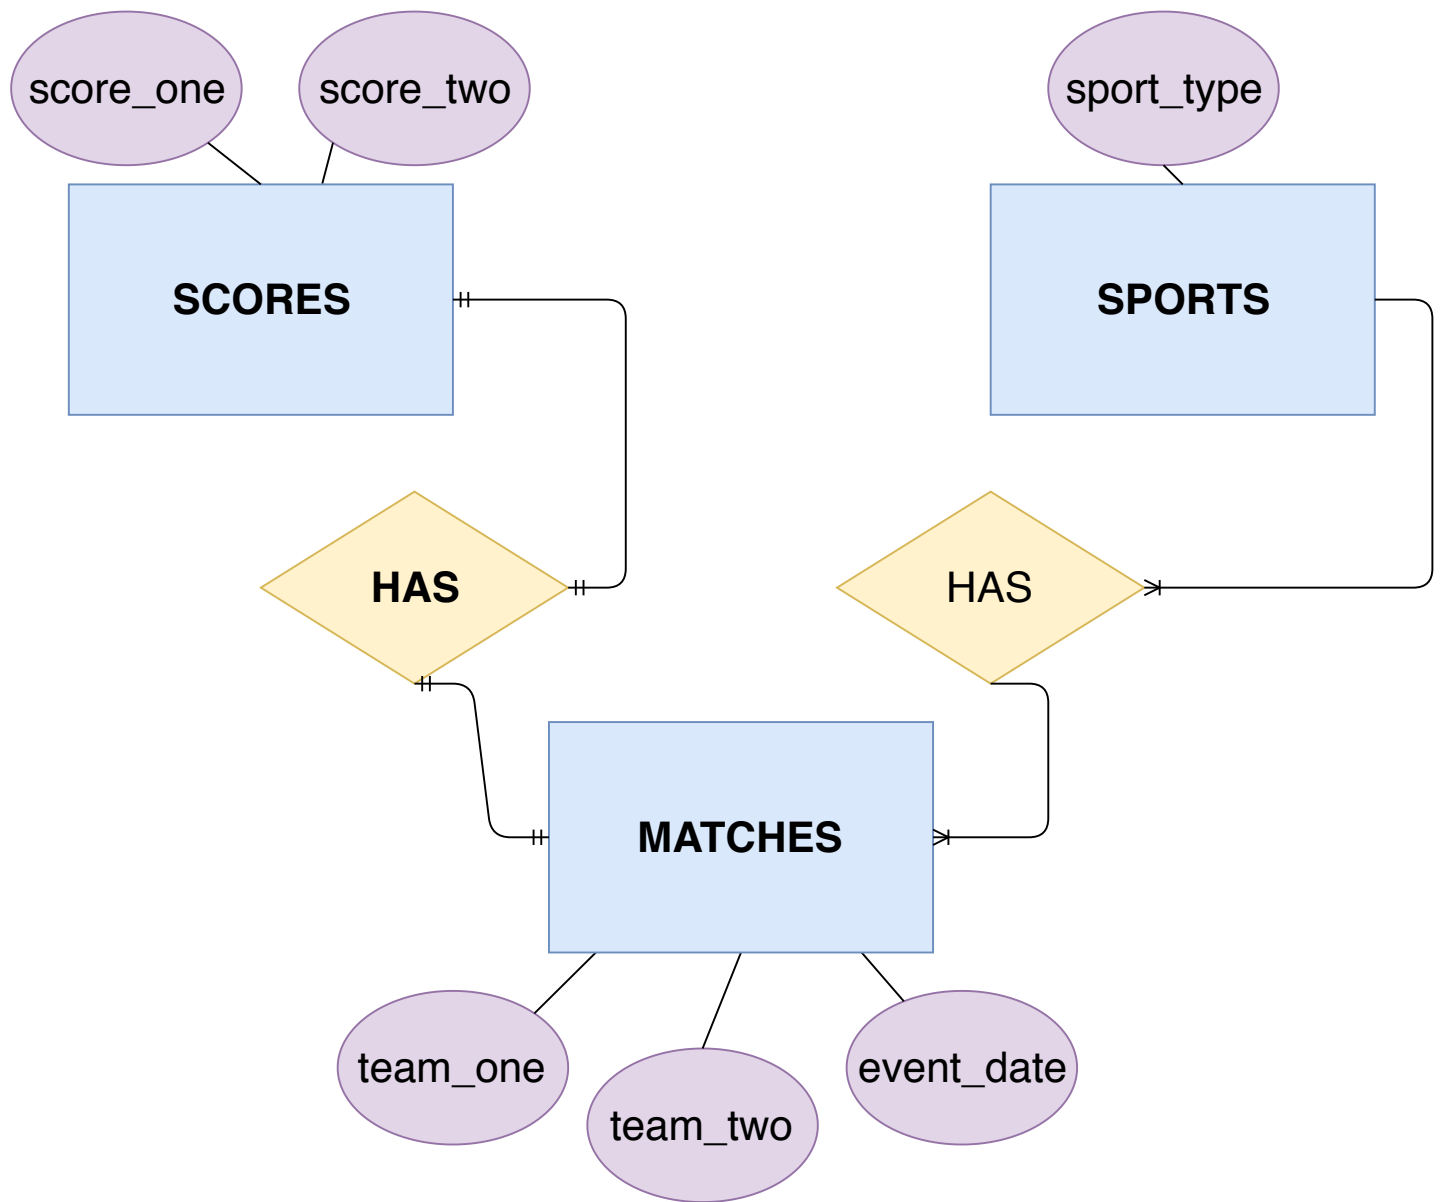 score_one
score_two
sport_type
SCORES
SPORTS
HAS
HAS
MATCHES
team_one
team_two
event_date